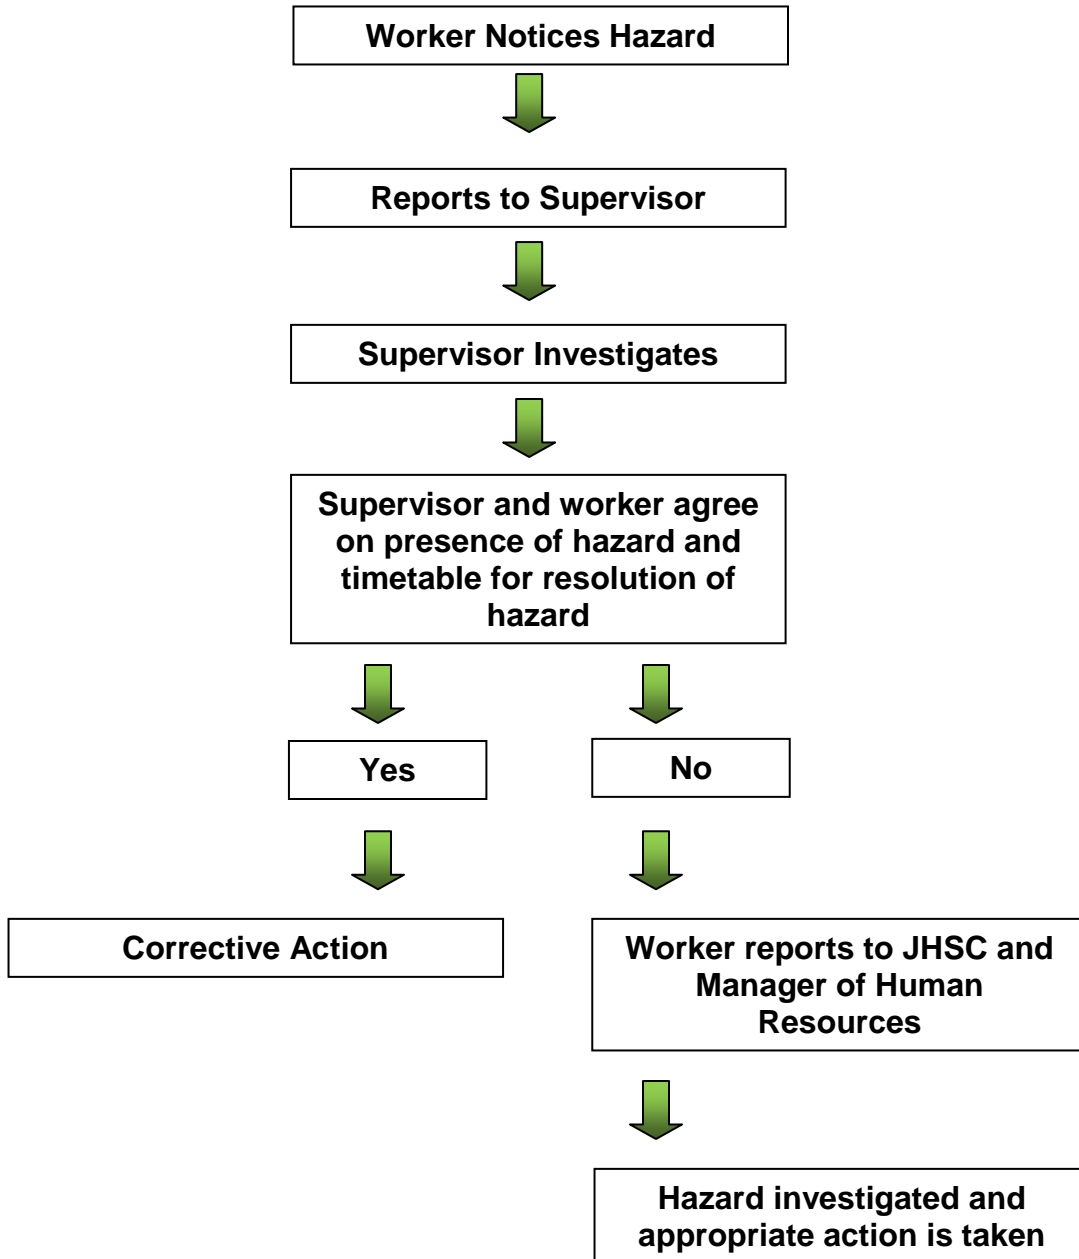 Worker Notices Hazard
Reports to Supervisor
Supervisor Investigates
Supervisor and worker agree
on presence of hazard and
timetable for resolution of
hazard
Yes
No
Corrective Action
Worker reports to JHSC and
Manager of Human
Resources
Hazard investigated and
appropriate action is taken